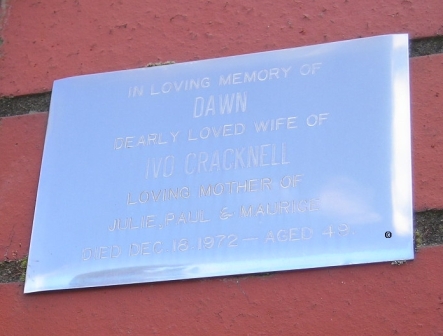 IN LOVING MEMORY OF
DAWN
DEARLY LOVED WIFE OF
IVO CRACKNELL
LOVING MOTHER OF
JULIE, PAUL & MAURICE
DIED DEC 18.1972 — AGED 49.